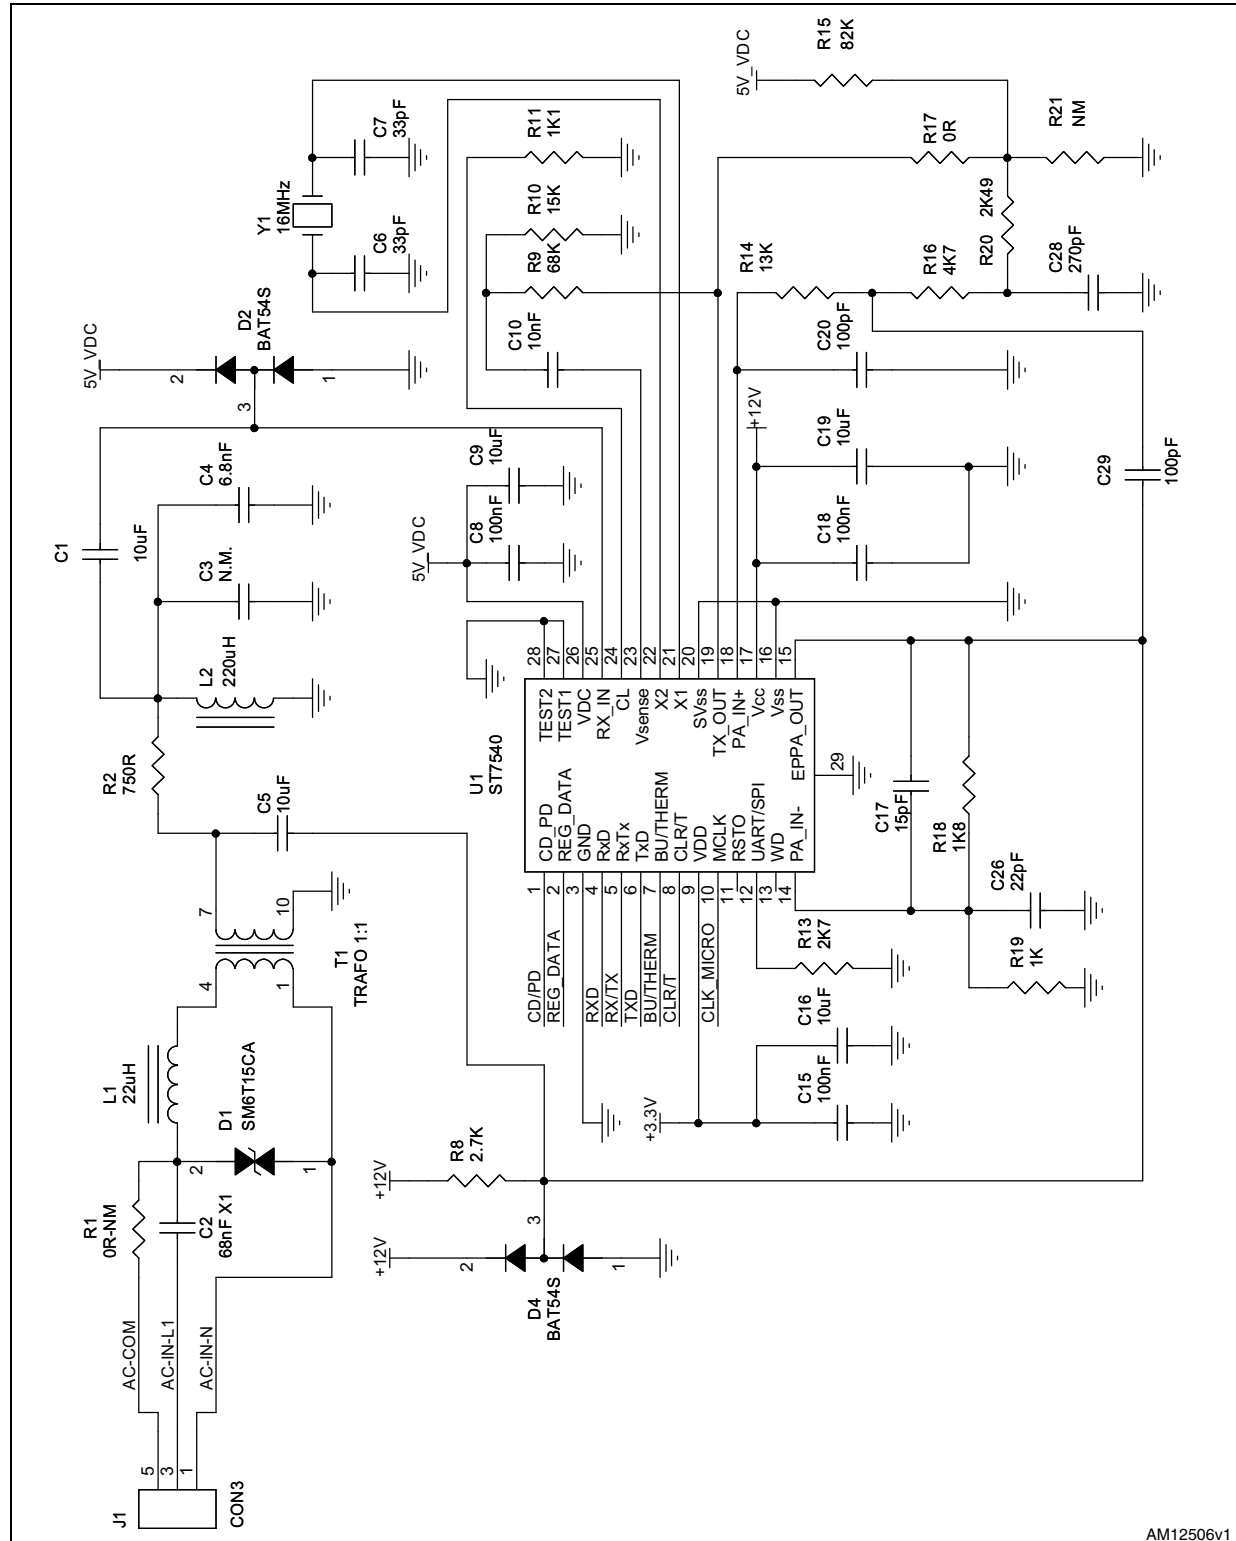 5V_VDC
R15
82K
R21
NM
R17
0R
2K49
R20
R16
4K7
C28
270pF
R14
13K
C20
100pF
+12V
C19
10uF
C18
100nF
C29
100pF
R11
1K1
R10
15K
R9
68K
C10
10nF
C7
33pF
Y1
16MHz
C6
33pF
D2
BAT54S
5V_VDC
2
1
3
C1
10uF
C4
6.8nF
C3
N.M.
L2
220uH
R2
750R
C5
10uF
C9
10uF
C8
100nF
5V_VDC
U1
ST7540
28
27
26
25
24
23
22
21
20
19
18
17
16
15
TEST2
TEST1
VDC
RX_IN
CL
Vsense
X2
X1
SVss
TX_OUT
PA_IN+
Vcc
Vss
PA_OUT
EP
29
CD_PD
REG_DATA
GND
RxD
RxTx
TxD
BU/THERM
CLR/T
VDD
MCLK
RSTO
UART/SPI
WD
PA_IN-
1
2
3
4
5
6
7
8
9
10
11
12
13
14
CD/PD
REG_DATA
RXD
RX/TX
TXD
BU/THERM
CLR/T
CLK_MICRO
C17
15pF
R18
1K8
C26
22pF
R19
1K
R13
2K7
C16
10uF
C15
100nF
+3.3V
7
10
4
1
T1
TRAFO 1:1
L1
22uH
D1
SM6T15CA
2
1
R1
0R-NM
C2
68nF X1
R8
2.7K
+12V
+12V
3
2
1
D4
BAT54S
AC-COM
AC-IN-L1
AC-IN-N
5
3
1
J1
CON3
AM12506v1